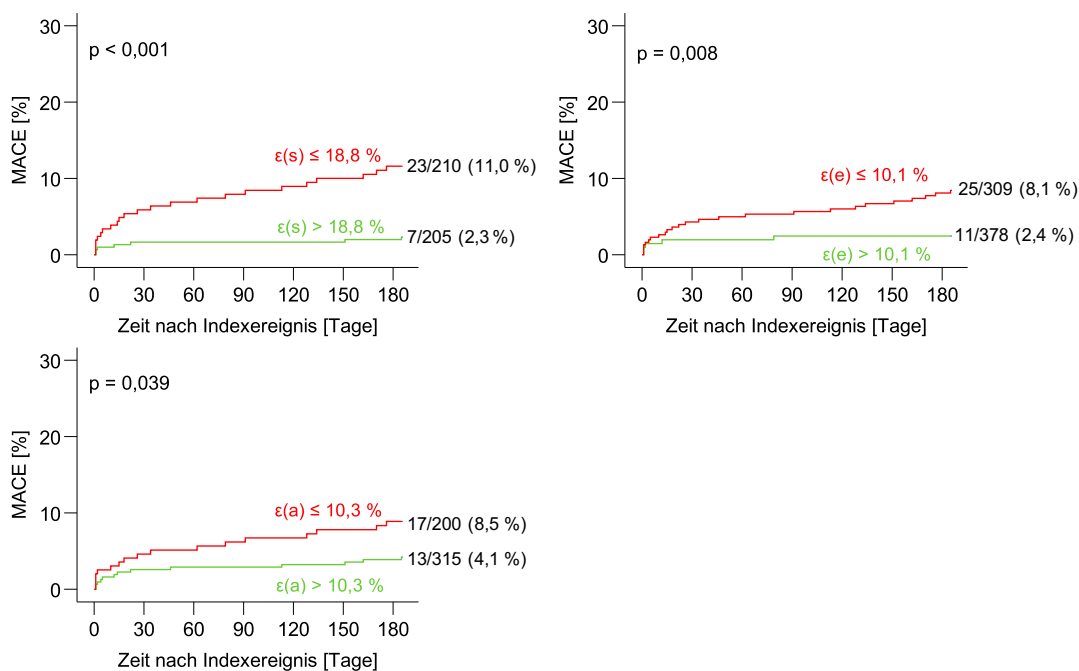 30
20
10
0
MACE [%]
p < 0,001
ε(s) ≤ 18,8 %
23/210 (11,0 %)
ε(s) > 18,8 %
7/205 (2,3 %)
0 30 60 90 120 150 180
Zeit nach Indexereignis [Tage]
30
20
10
0
MACE [%]
p = 0,008
ε(e) ≤ 10,1 %
25/309 (8,1 %)
11/378 (2,4 %)
ε(e) > 10,1 %
0 30 60 90 120 150 180
Zeit nach Indexereignis [Tage]
30
20
10
0
MACE [%]
p = 0,039
ε(a) ≤ 10,3 %
17/200 (8,5 %)
13/315 (4,1 %)
ε(a) > 10,3 %
0 30 60 90 120 150 180
Zeit nach Indexereignis [Tage]